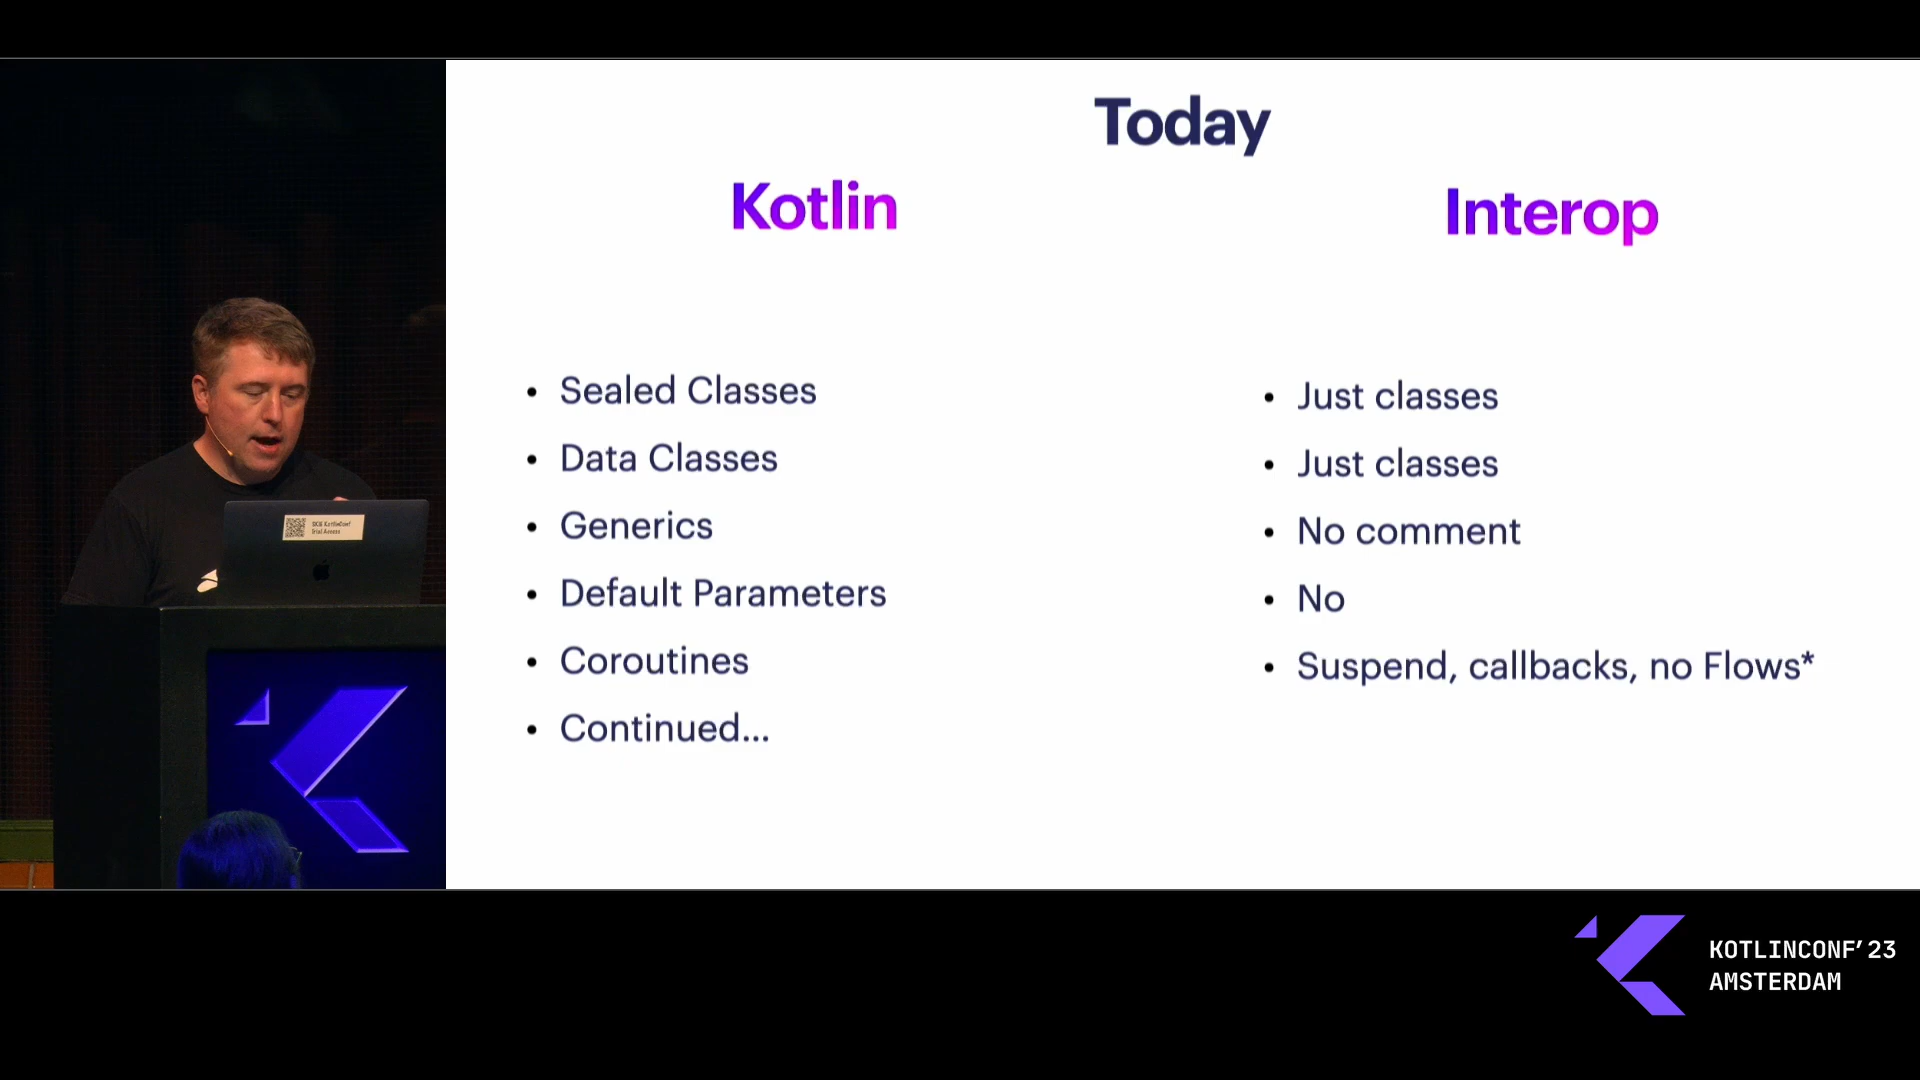 Today
Kotlin
Interop
• Sealed Classes
• Data Classes
• Generics
• Default Parameters
• Coroutines
• Continued...
• Just classes
• Just classes
• No comment
• No
• Suspend, callbacks, no Flows*
KOTLINCONF'23
AMSTERDAM